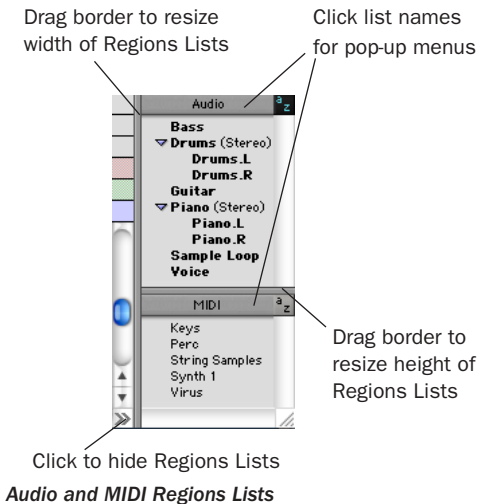 Drag border to resize
width of Regions Lists
Click list names
for pop-up menus
Audio
a
z
Bass
Drums (Stereo)
Drums.L
Drums.R
Guitar
Piano (Stereo)
Piano.L
Piano.R
Sample Loop
Voice
MIDI
a
z
Keys
Perc
String Samples
Synth 1
Virus
Drag border to
resize height of
Regions Lists
Click to hide Regions Lists
Audio and MIDI Regions Lists